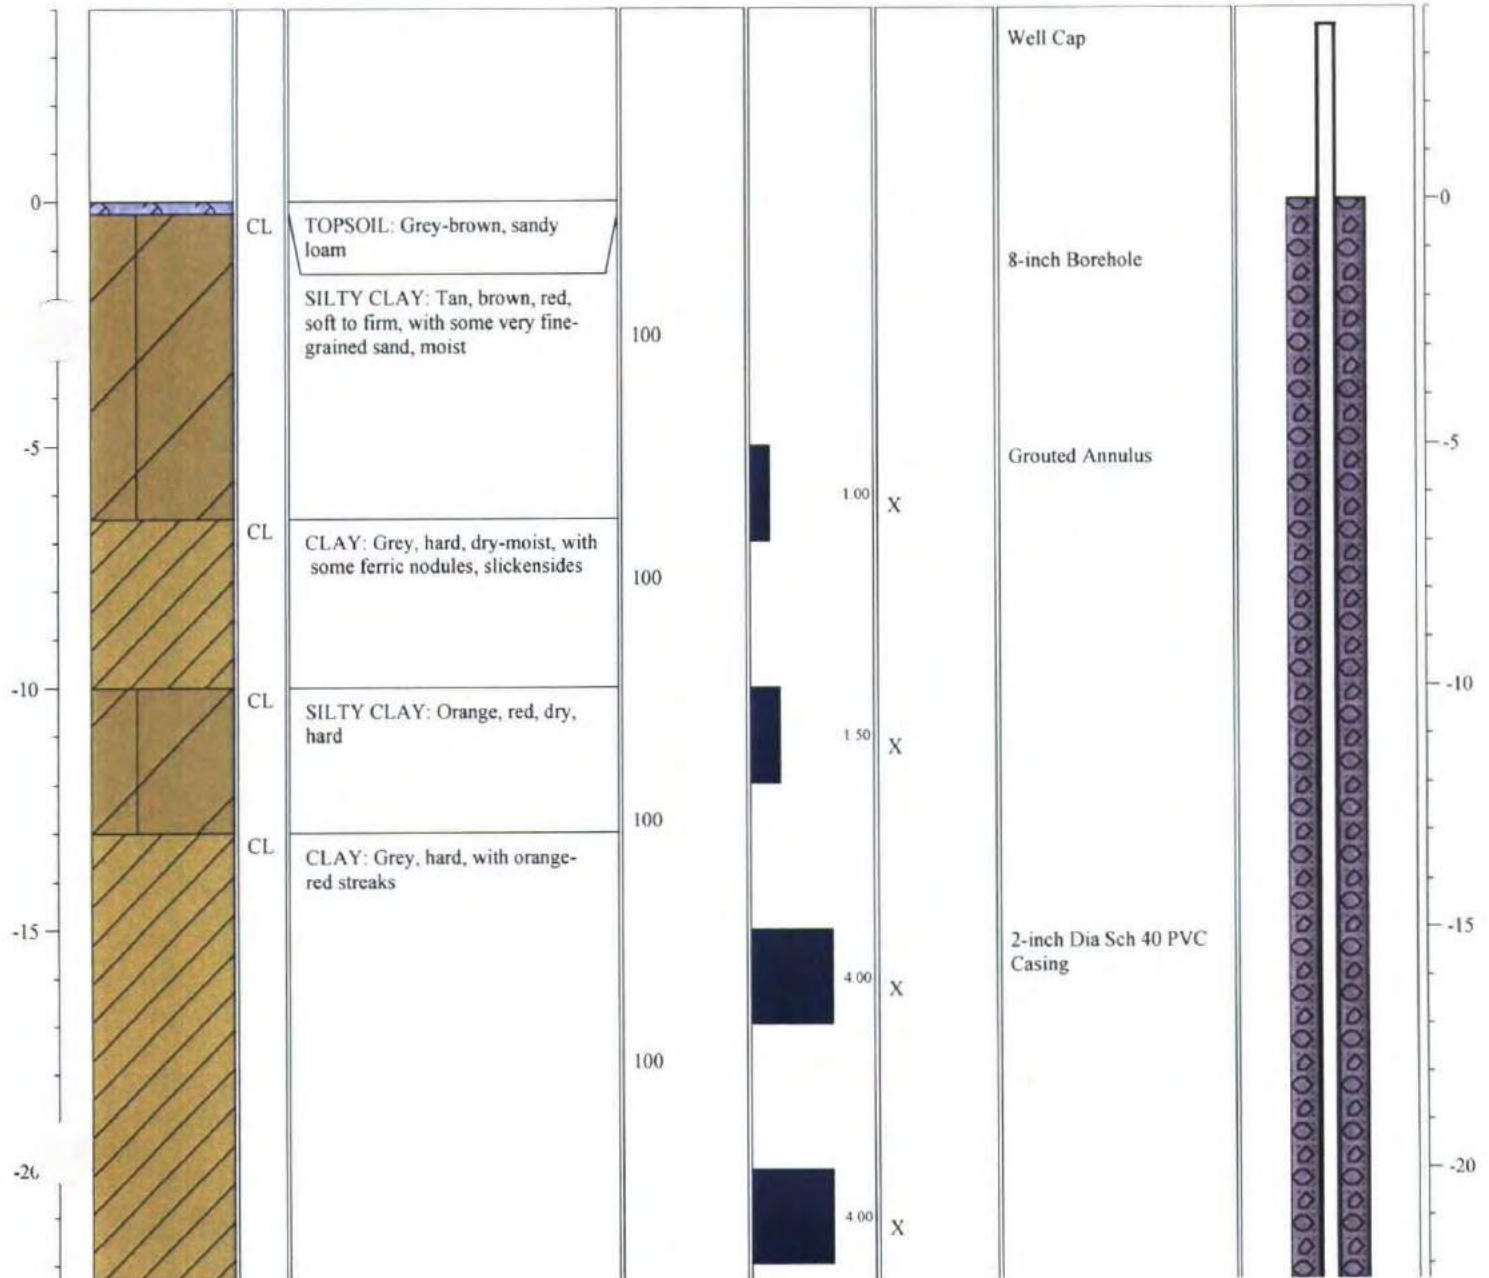 Well Cap
0
0
CL
TOPSOIL: Grey-brown, sandy
loam
8-inch Borehole
SILTY CLAY: Tan, brown, red,
soft to firm, with some very fine-
grained sand, moist
100
-5
-5
Grouted Annulus
1.00
X
CL
CLAY: Grey, hard, dry-moist, with
some ferric nodules, slickensides
100
-10
-10
CL
SILTY CLAY: Orange, red, dry,
hard
1.50
X
100
CL
CLAY: Grey, hard, with orange-
red streaks
-15
-15
2-inch Dia Sch 40 PVC
Casing
4.00
X
100
-20
-20
4.00
X